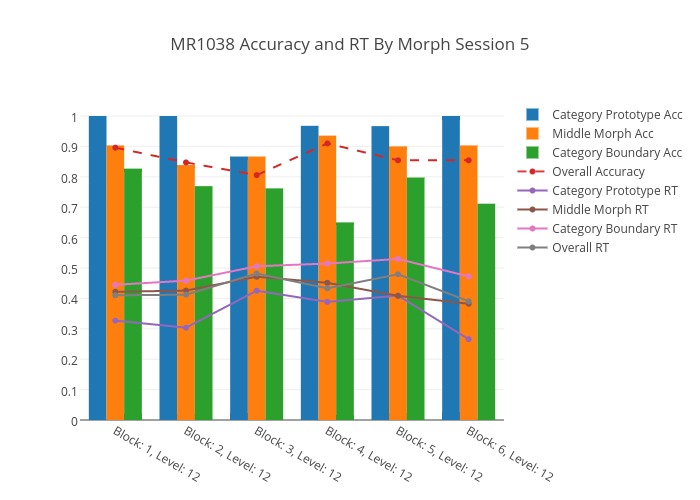 MR1038 Accuracy and RT By Morph Session 5
1
0.9
0.8
0.7
0.6
0.5
0.4
0.3
0.2
0.1
0
Block: 1, Level: 12
Block: 2, Level: 12
Block: 3, Level: 12
Block: 4, Level: 12
Block: 5, Level: 12
Block: 6, Level: 12
Category Prototype Acc
Middle Morph Acc
Category Boundary Acc
Overall Accuracy
Category Prototype RT
Middle Morph RT
Category Boundary RT
Overall RT